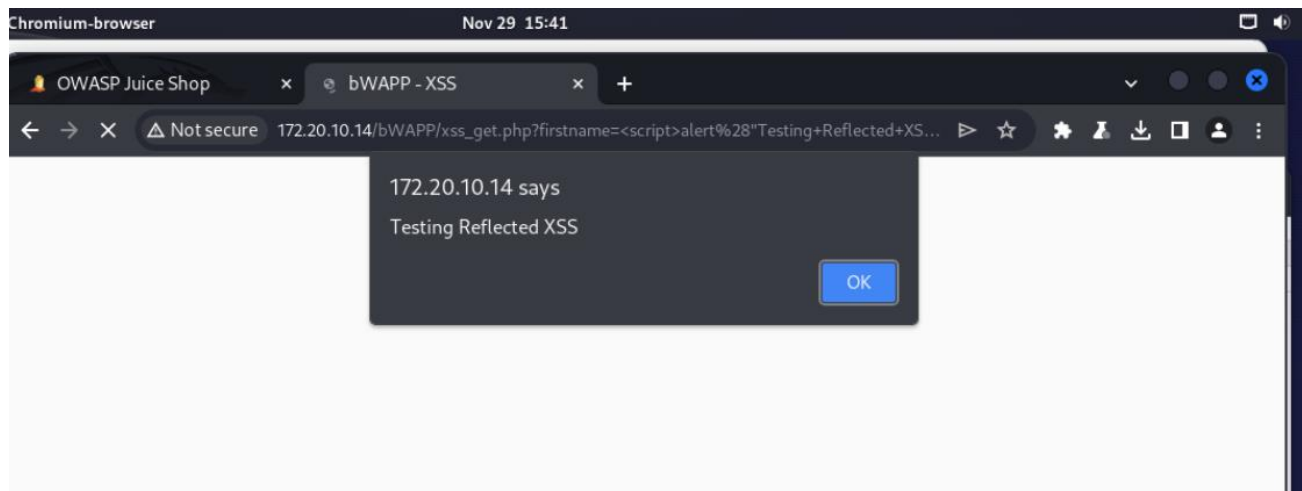 Chromium-browser Nov 29 15:41
OWASP Juice Shop bWAPP - XSS
Not secure 172.20.10.14/bWAPP/xss_get.php?firstname=<script>alert%28"Testing+Reflected+XS...
172.20.10.14 says
Testing Reflected XSS
OK